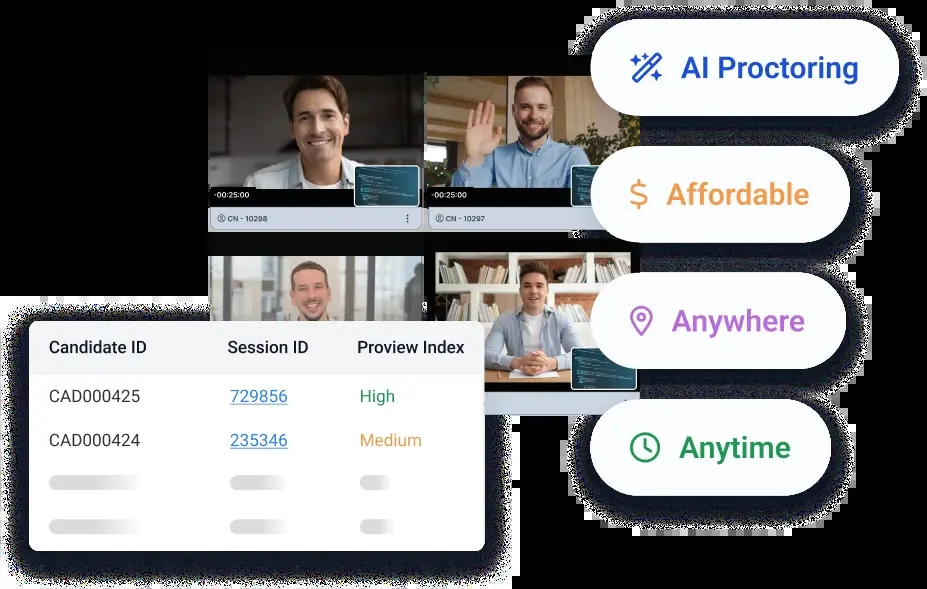 AI Proctoring
-00:25:00
-00:25:00
$ Affordable
CN - 10298
CN - 10297
Anywhere
Candidate ID Session ID Proview Index
CAD000425 729856 High
CAD000424 235346 Medium
Anytime